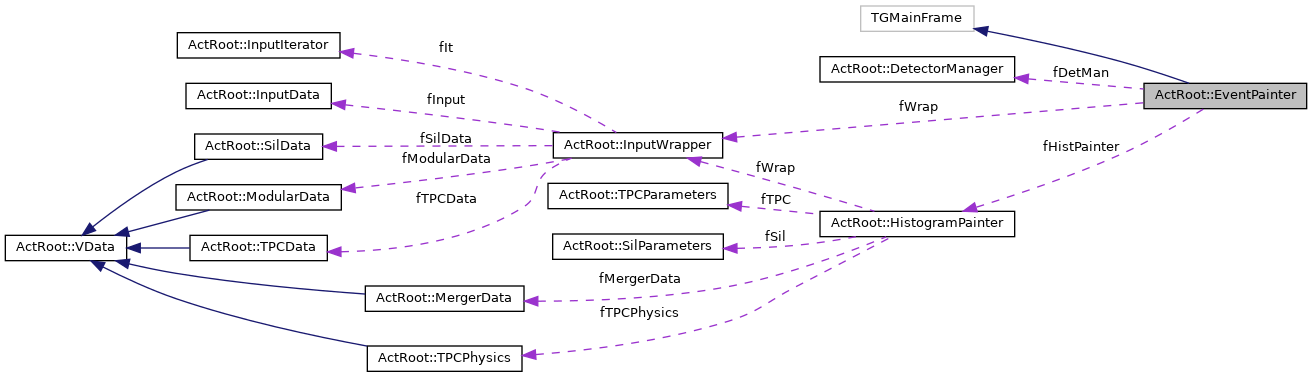 TGMainFrame
ActRoot::InputIterator
fIt
ActRoot::DetectorManager
fDetMan
ActRoot::InputData
fInput
ActRoot::EventPainter
fWrap
ActRoot::SilData
fSilData
ActRoot::InputWrapper
fHistPainter
fModularData
fWrap
ActRoot::ModularData
fTPCData
ActRoot::TPCParameters
fTPC
ActRoot::HistogramPainter
ActRoot::VData
ActRoot::TPCData
ActRoot::SilParameters
fSil
fMergerData
ActRoot::MergerData
fTPCPhysics
ActRoot::TPCPhysics